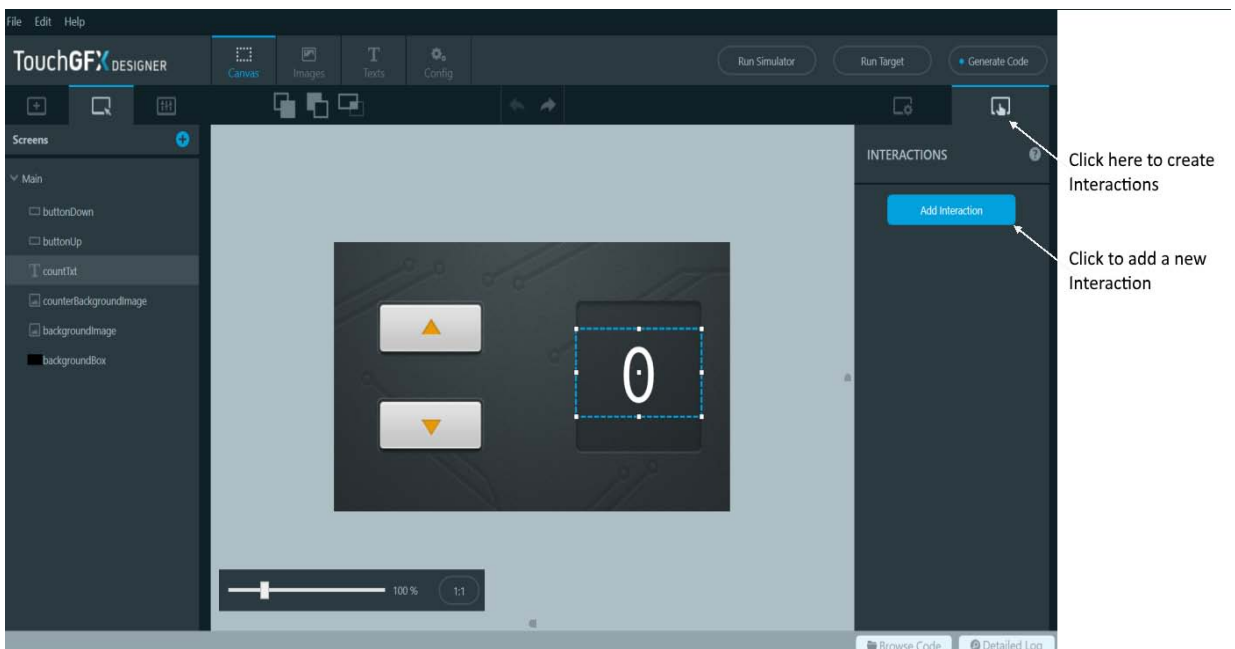 File Edit Help
TouchGFX DESIGNER
Canvas Images Texts Config
Run Simulator Run Target Generate Code
Screens
INTERACTIONS ?
Click here to create
Interactions
Main
buttonDown
Add Interaction
buttonUp
countTxt
Click to add a new
Interaction
counterBackgroundImage
backgroundImage
backgroundBox
0
100 % 1:1
Browse Code Detailed Log